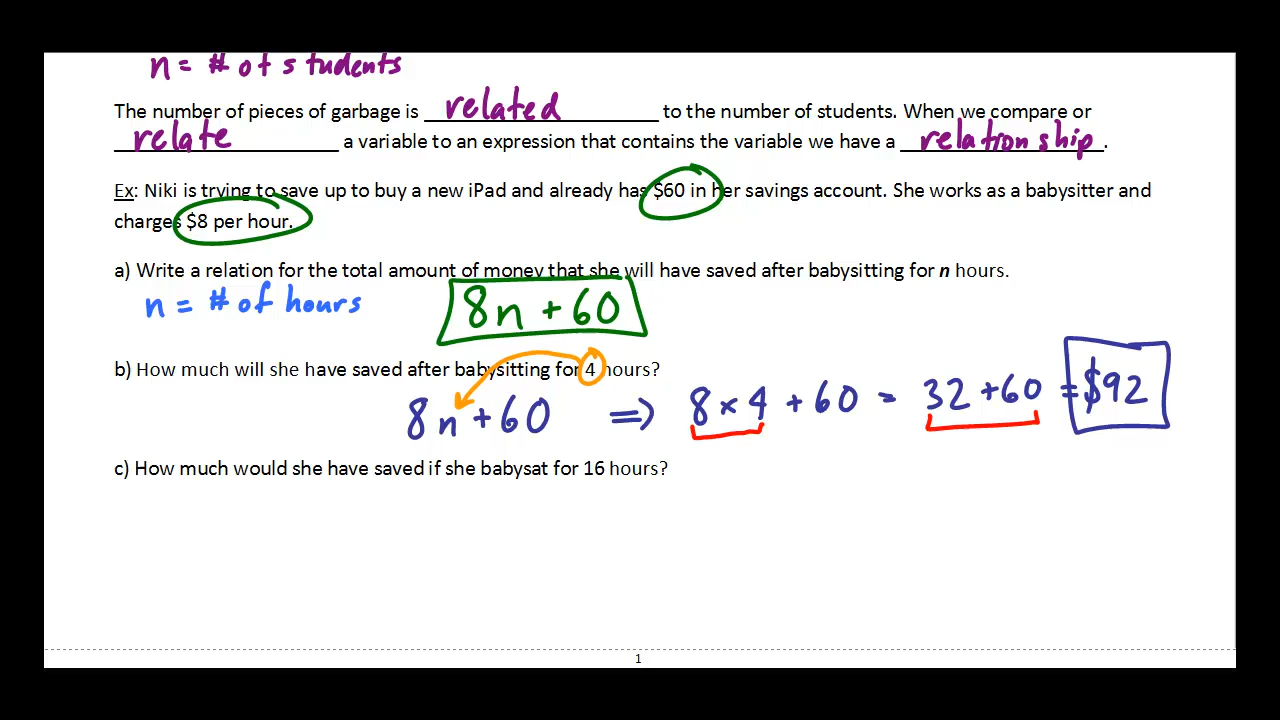 n = # of students
The number of pieces of garbage is related to the number of students. When we compare or
relate a variable to an expression that contains the variable we have a relationship.
Ex: Niki is trying to save up to buy a new iPad and already has $60 in her savings account. She works as a babysitter and
charges $8 per hour.
a) Write a relation for the total amount of money that she will have saved after babysitting for n hours.
n = # of hours 8n + 60
b) How much will she have saved after babysitting for 4 hours?
8n + 60 ⇒ 8 × 4 + 60 = 32 + 60 = $92
c) How much would she have saved if she babysat for 16 hours?
1